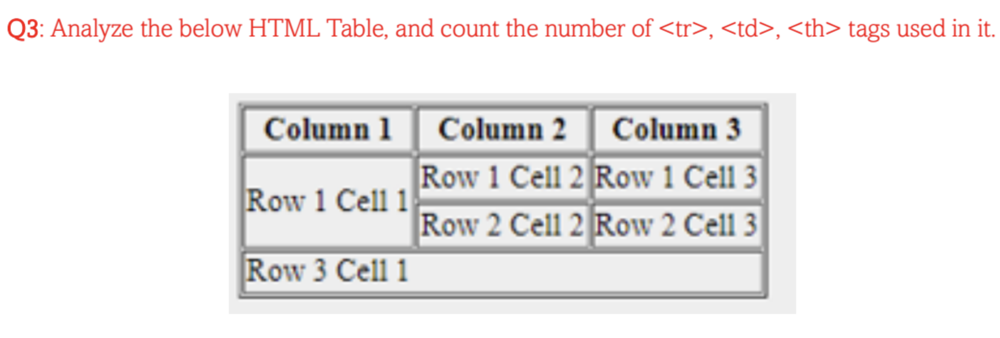 Q3: Analyze the below HTML Table, and count the number of <tr>, <td>, <th> tags used in it.
Column 1 Column 2 Column 3
Row 1 Cell 1 Row 1 Cell 2 Row 1 Cell 3
Row 2 Cell 2 Row 2 Cell 3
Row 3 Cell 1